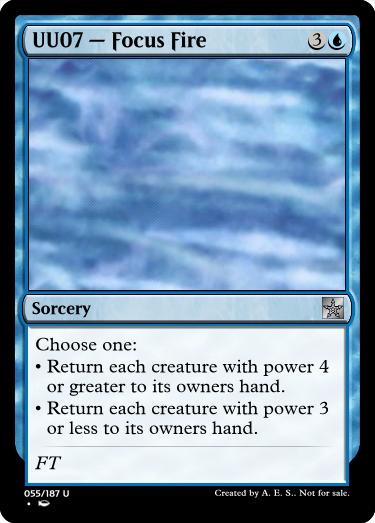 UU07 — Focus Fire 3
Sorcery
Choose one:
• Return each creature with power 4
or greater to its owners hand.
• Return each creature with power 3
or less to its owners hand.
FT
055/187 U
Created by A. E. S.. Not for sale.